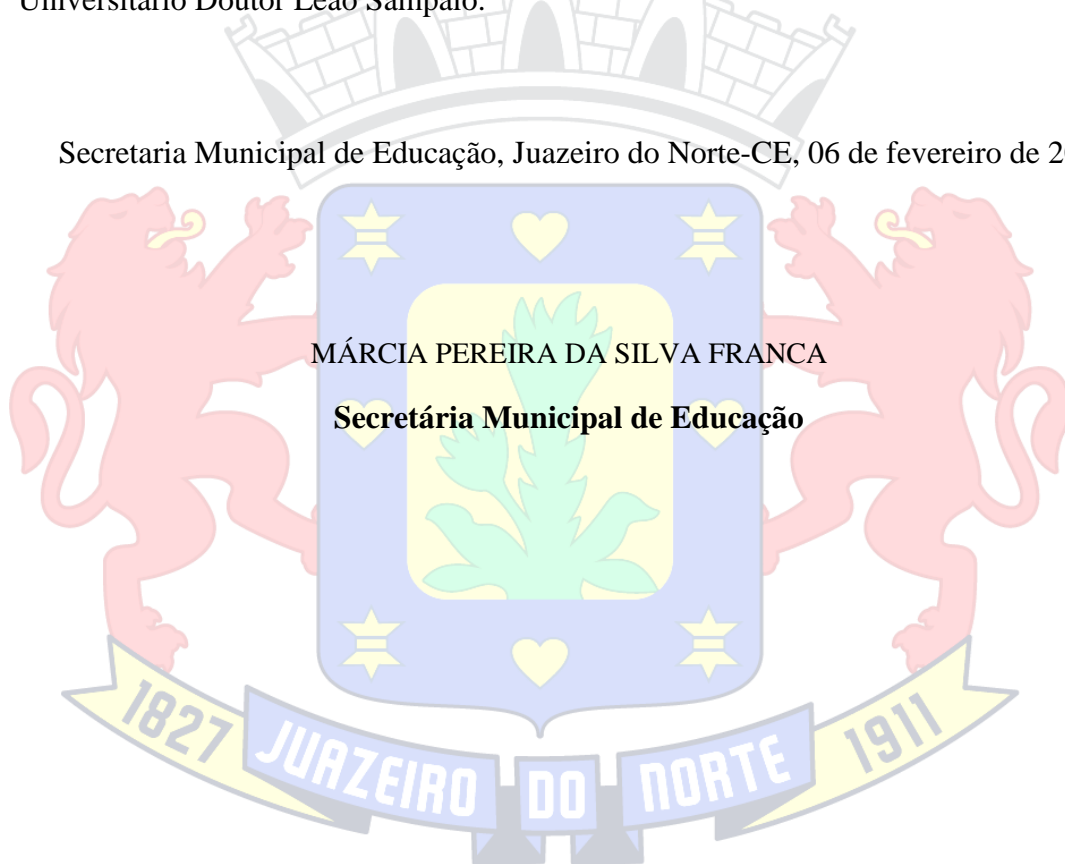 Universitário Doutor Leão Sampaio.
Secretaria Municipal de Educação, Juazeiro do Norte-CE, 06 de fevereiro de
MÁRCIA PEREIRA DA SILVA FRANCA
Secretária Municipal de Educação
1827 JUAZEIRO DO NORTE 1911